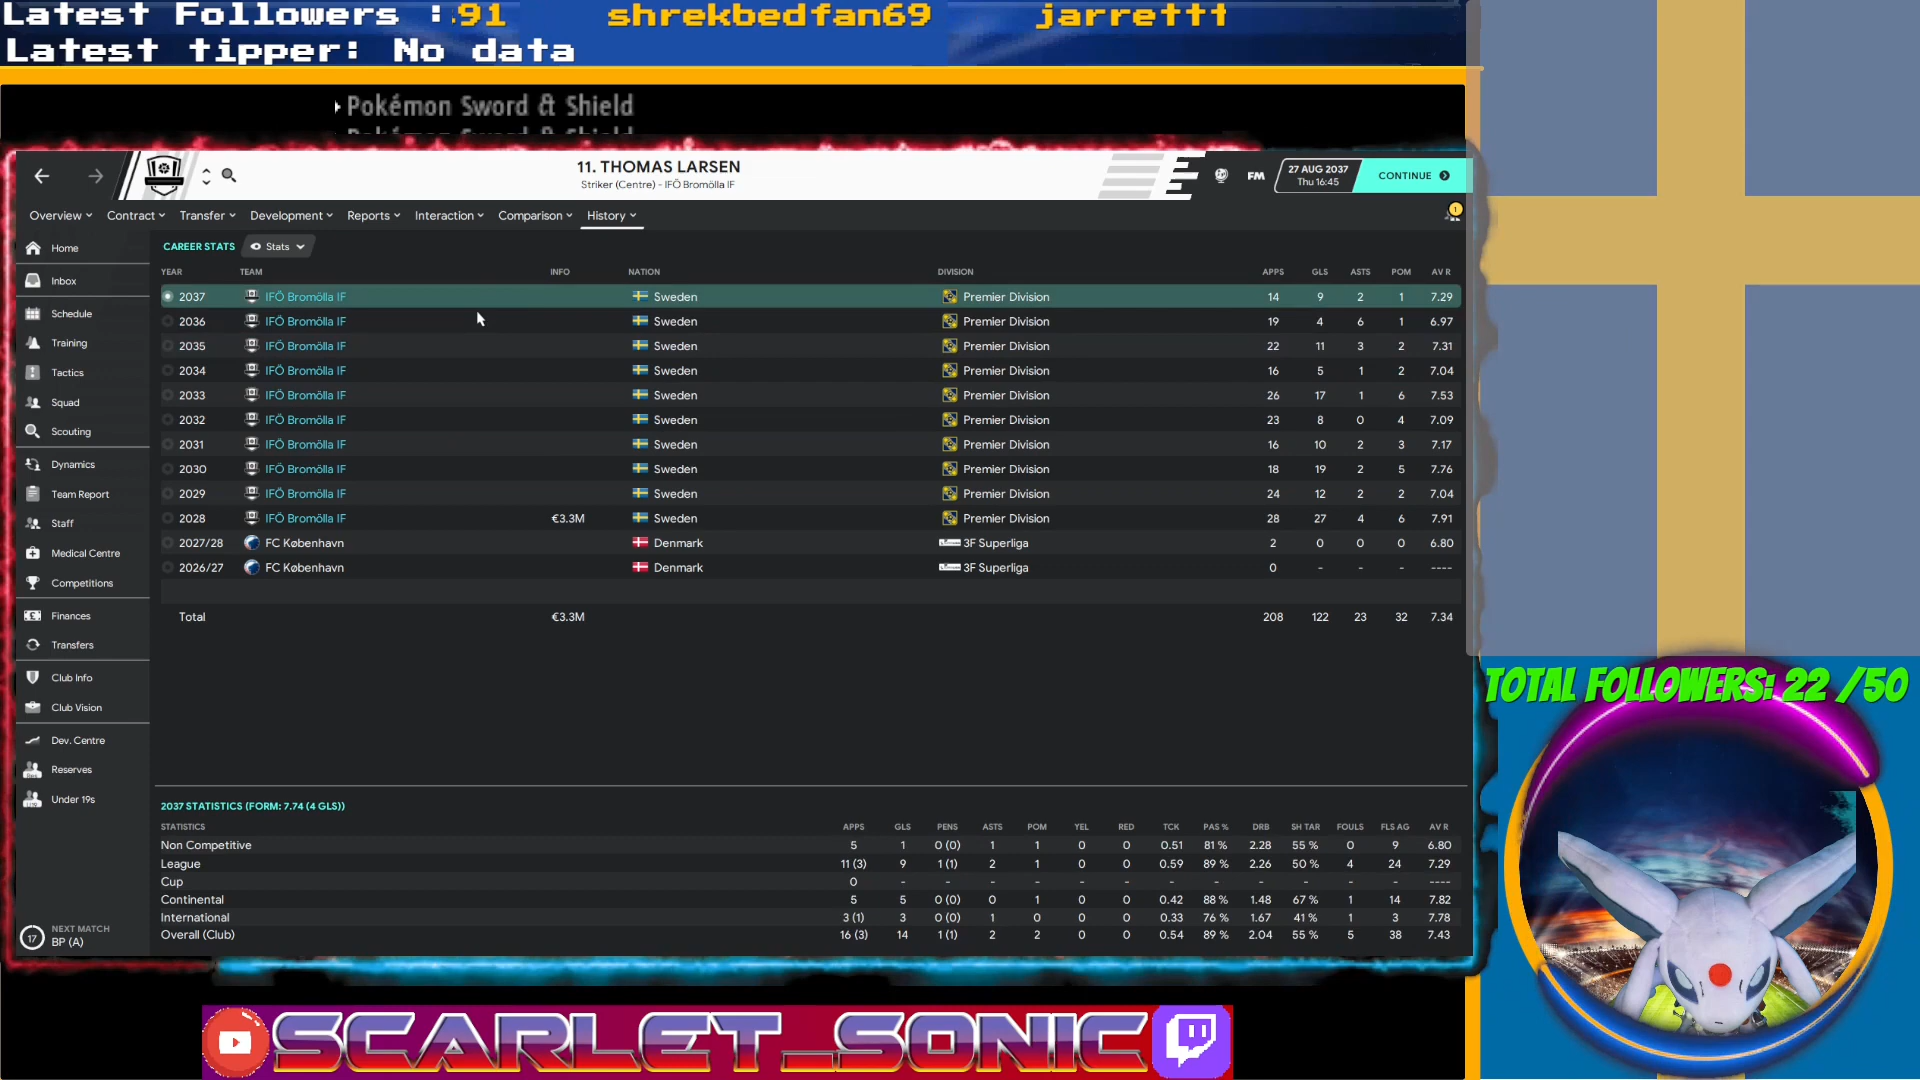 Latest Followers : 91 shrekbedfan69 jarrettt
Latest tipper: No data
Pokémon Sword & Shield
Pokémon Sword & Shield
11. THOMAS LARSEN
Striker (Centre) - IFÖ Bromölla IF
FM
27 AUG 2037
Thu 16:45
CONTINUE
Overview Contract Transfer Development Reports Interaction Comparison History
1
Home
Inbox
Schedule
Training
Tactics
Squad
Scouting
Dynamics
Team Report
Staff
Medical Centre
Competitions
Finances
Transfers
Club Info
Club Vision
Dev. Centre
Reserves
Under 19s
17 NEXT MATCH
BP (A)
CAREER STATS Stats
YEAR TEAM INFO NATION DIVISION APPS GLS ASTS POM AV R
2037 IFÖ Bromölla IF Sweden Premier Division 14 9 2 1 7.29
2036 IFÖ Bromölla IF Sweden Premier Division 19 4 6 1 6.97
2035 IFÖ Bromölla IF Sweden Premier Division 22 11 3 2 7.31
2034 IFÖ Bromölla IF Sweden Premier Division 16 5 1 2 7.04
2033 IFÖ Bromölla IF Sweden Premier Division 26 17 1 6 7.53
2032 IFÖ Bromölla IF Sweden Premier Division 23 8 0 4 7.09
2031 IFÖ Bromölla IF Sweden Premier Division 16 10 2 3 7.17
2030 IFÖ Bromölla IF Sweden Premier Division 18 19 2 5 7.76
2029 IFÖ Bromölla IF Sweden Premier Division 24 12 2 2 7.04
2028 IFÖ Bromölla IF €3.3M Sweden Premier Division 28 27 4 6 7.91
2027/28 FC København Denmark 3F Superliga 2 0 0 0 6.80
2026/27 FC København Denmark 3F Superliga 0 - - - ----
Total €3.3M 208 122 23 32 7.34
2037 STATISTICS (FORM: 7.74 (4 GLS))
STATISTICS APPS GLS PENS ASTS POM YEL RED TCK PAS % DRB SH TAR FOULS FLS AG AV R
Non Competitive 5 1 0 (0) 1 1 0 0 0.51 81 % 2.28 55 % 0 9 6.80
League 11 (3) 9 1 (1) 2 1 0 0 0.59 89 % 2.26 50 % 4 24 7.29
Cup 0 - - - - - - - - - - - - ----
Continental 5 5 0 (0) 0 1 0 0 0.42 88 % 1.48 67 % 1 14 7.82
International 3 (1) 3 0 (0) 1 0 0 0 0.33 76 % 1.67 41 % 1 3 7.78
Overall (Club) 16 (3) 14 1 (1) 2 2 0 0 0.54 89 % 2.04 55 % 5 38 7.43
TOTAL FOLLOWERS: 22 /50
SCARLET_SONIC